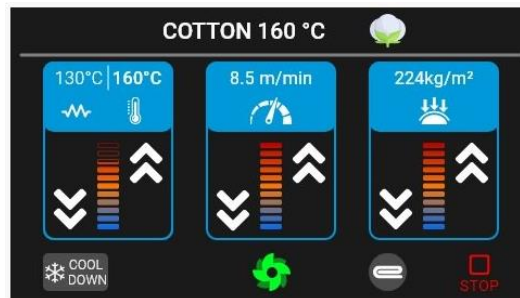 COTTON 160 °C
130°C 160°C
8.5 m/min
224kg/m²
COOL
DOWN
STOP